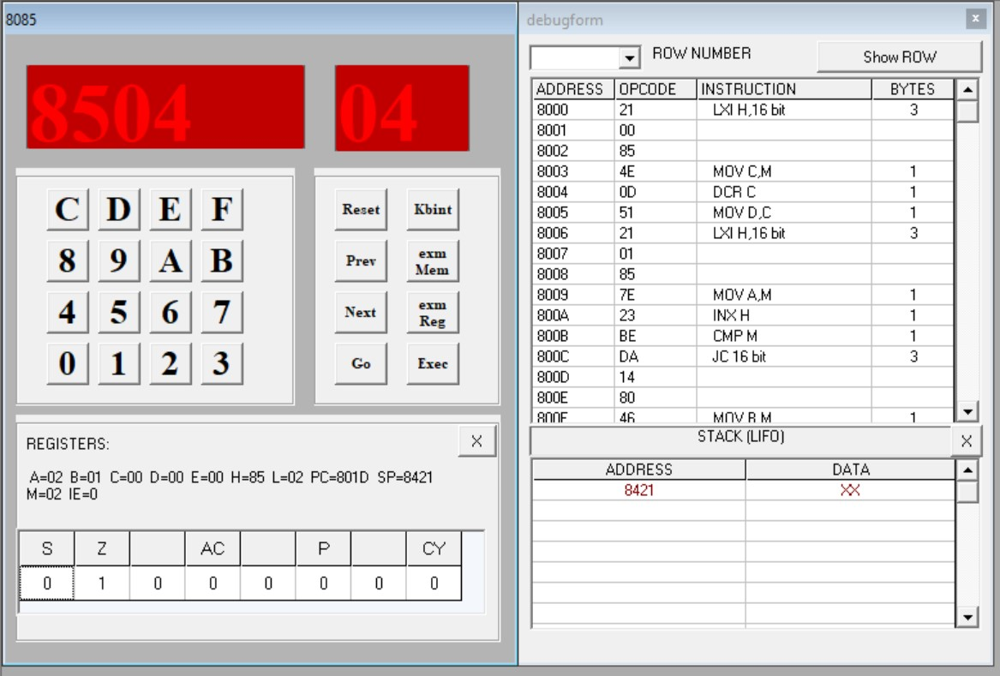 8085
8504 04
C D E F
8 9 A B
4 5 6 7
0 1 2 3
Reset Kbint
Prev exm Mem
Next exm Reg
Go Exec
REGISTERS:
X
A=02 B=01 C=00 D=00 E=00 H=85 L=02 PC=801D SP=8421
M=02 IE=0
S Z AC P CY
0 1 0 0 0 0 0 0
debugform
x
ROW NUMBER Show ROW
ADDRESS OPCODE INSTRUCTION BYTES
8000 21 LXI H,16 bit 3
8001 00
8002 85
8003 4E MOV C,M 1
8004 0D DCR C 1
8005 51 MOV D,C 1
8006 21 LXI H,16 bit 3
8007 01
8008 85
8009 7E MOV A,M 1
800A 23 INX H 1
800B BE CMP M 1
800C DA JC 16 bit 3
800D 14
800E 80
800F 46 MOV B,M 1
STACK (LIFO)
X
ADDRESS DATA
8421 XX